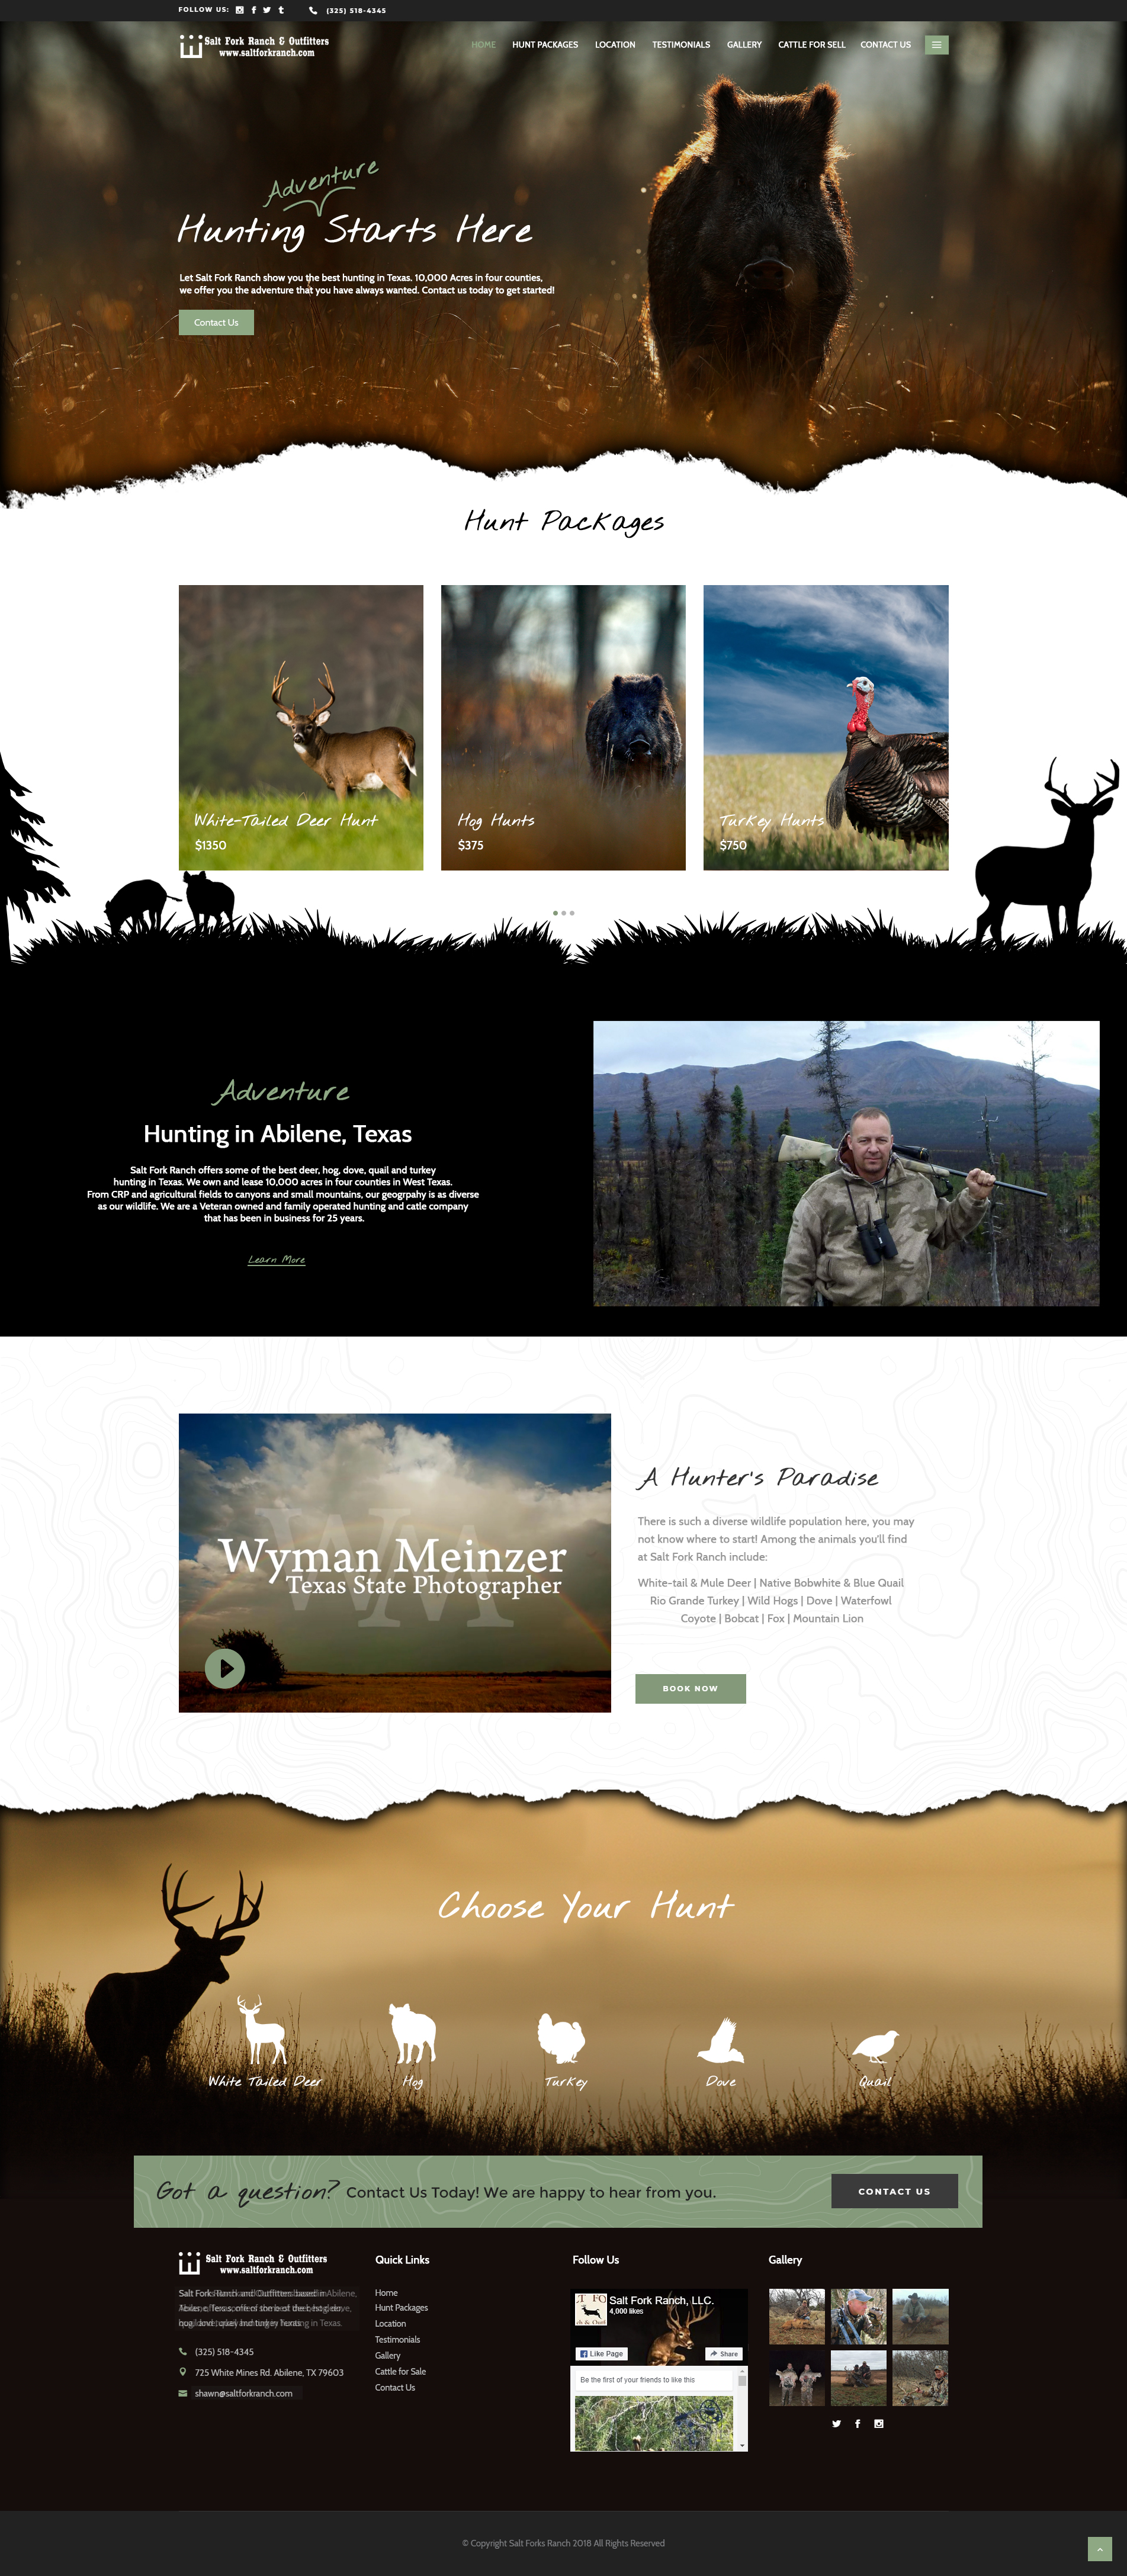 FOLLOW US:
(325) 518-4345
Salt Fork Ranch & Outfitters
www.saltforkranch.com
HOME HUNT PACKAGES LOCATION TESTIMONIALS GALLERY CATTLE FOR SELL CONTACT US
Adventure
Hunting Starts Here
Let Salt Fork Ranch show you the best hunting in Texas. 10,000 Acres in four counties,
we offer you the adventure that you have always wanted. Contact us today to get started!
Contact Us
Hunt Packages
White-Tailed Deer Hunt
$1350
Hog Hunts
$375
Turkey Hunts
$750
Adventure
Hunting in Abilene, Texas
Salt Fork Ranch offers some of the best deer, hog, dove, quail and turkey
hunting in Texas. We own and lease 10,000 acres in four counties in West Texas.
From CRP and agricultural fields to canyons and small mountains, our geogrpahy is as diverse
as our wildlife. We are a Veteran owned and family operated hunting and catle company
that has been in business for 25 years.
Learn More
WM
Wyman Meinzer
Texas State Photographer
A Hunter's Paradise
There is such a diverse wildlife population here, you may
not know where to start! Among the animals you'll find
at Salt Fork Ranch include:
White-tail & Mule Deer | Native Bobwhite & Blue Quail
Rio Grande Turkey | Wild Hogs | Dove | Waterfowl
Coyote | Bobcat | Fox | Mountain Lion
BOOK NOW
Choose Your Hunt
White Tailed Deer
Hog
Turkey
Dove
Quail
Got a question? Contact Us Today! We are happy to hear from you.
CONTACT US
Salt Fork Ranch & Outfitters
www.saltforkranch.com
Salt Fork Ranch and Outfitters based in
Abilene, Texas, offers some of the best deer, hog, dove,
(325) 518-4345
725 White Mines Rd. Abilene, TX 79603
shawn@saltforkranch.com
Quick Links
Home
Hunt Packages
Location
Testimonials
Gallery
Cattle for Sale
Contact Us
Follow Us
Salt Fork Ranch, LLC.
4,000 likes
Like Page
Share
Be the first of your friends to like this
Gallery
© Copyright Salt Forks Ranch 2018 All Rights Reserved